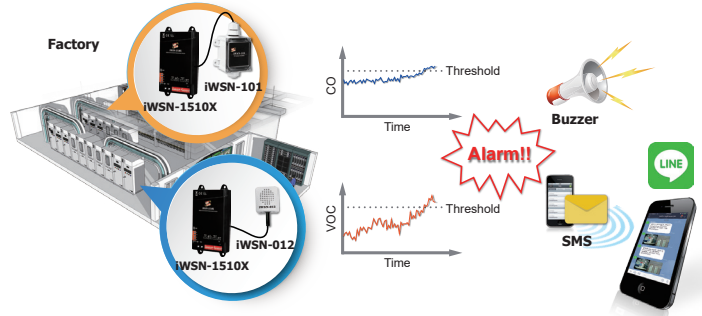 Factory
iWSN-101
iWSN-1510X
iWSN-012
iWSN-1510X
CO
Threshold
Time
VOC
Threshold
Time
Alarm!!
Buzzer
SMS
LINE